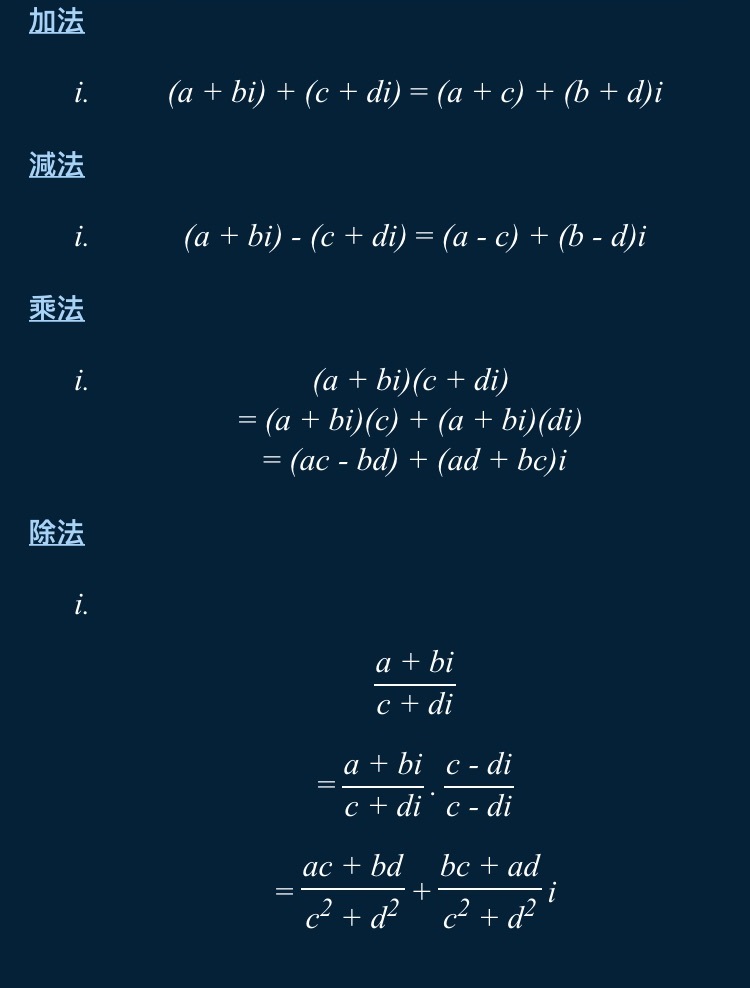 加法
i. (a + bi) + (c + di) = (a + c) + (b + d)i
減法
i. (a + bi) - (c + di) = (a - c) + (b - d)i
乘法
i. (a + bi)(c + di)
= (a + bi)(c) + (a + bi)(di)
= (ac - bd) + (ad + bc)i
除法
i.
\frac{a + bi}{c + di}
= \frac{a + bi}{c + di} . \frac{c - di}{c - di}
= \frac{ac + bd}{c^2 + d^2} + \frac{bc + ad}{c^2 + d^2} i